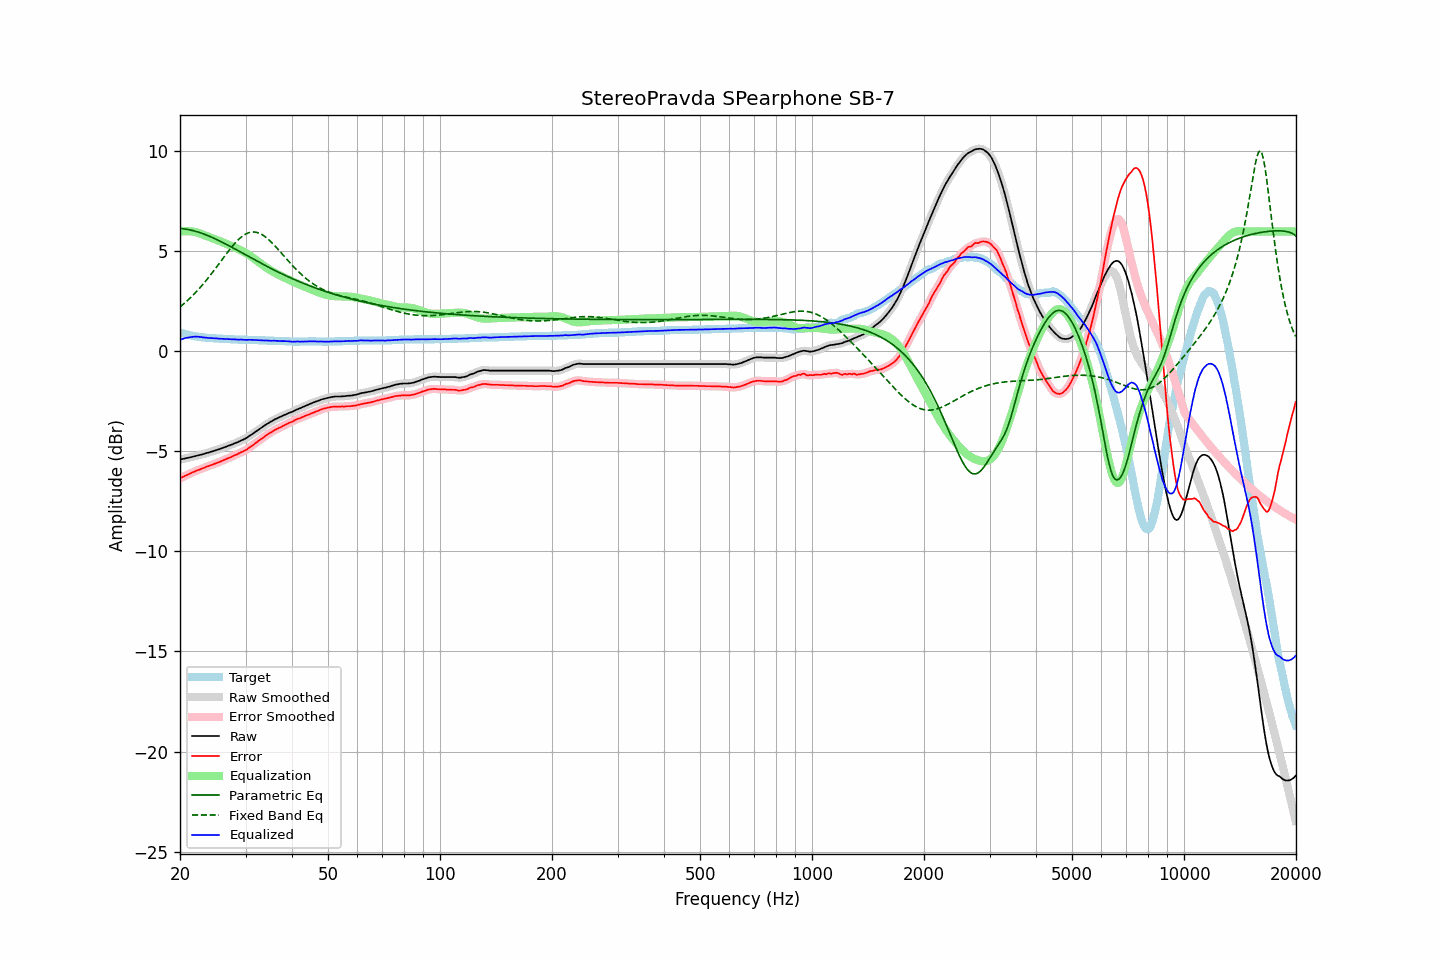 StereoPravda SPearphone SB-7
Amplitude (dBr)
10
5
0
−5
−10
−15
−20
−25
Target
Raw Smoothed
Error Smoothed
Raw
Error
Equalization
Parametric Eq
Fixed Band Eq
Equalized
20 50 100 200 500 1000 2000 5000 10000 20000
Frequency (Hz)